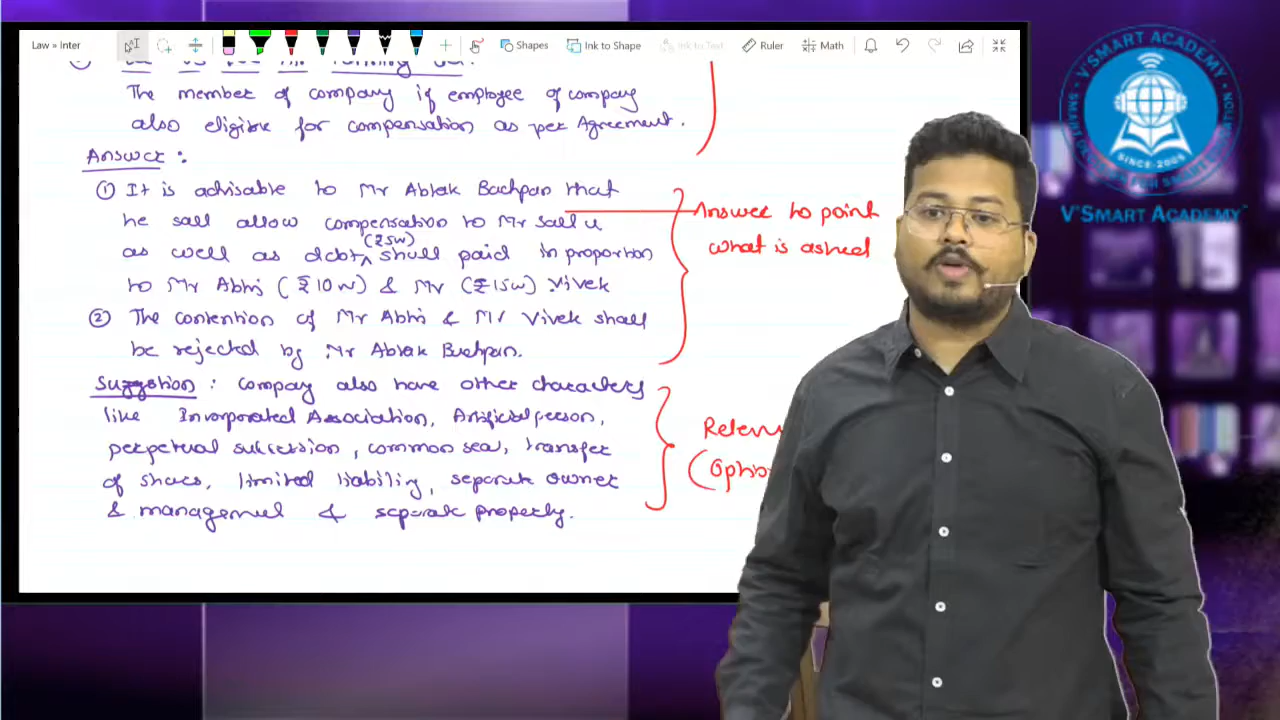 Law » Inter
Shapes
Ink to Shape
Ink to Text
Ruler
Math
The member of company if employee of company
also eligible for compensation as per Agreement.
Answer :
① It is advisable to Mr Ablak Bachpan that
he sall allow compensation to Mr Sallu
(₹25w)
as well as debt^ shall paid in proportion
to Mr Abhi (₹10w) & Mr (₹15w) Vivek
② The contention of Mr Abhi & Mr Vivek shall
be rejected by Mr Ablak Bachpan.
Answer to point
what is asked
Suggstion : Company also have other characters
like Incorporated Association, Artificial person,
perpetual succession, common seal, transfer
of shares, limited liability, separate owner
& management & separate property.
V'SMART ACADEMY
SINCE-2006
V'SMART ACADEMY